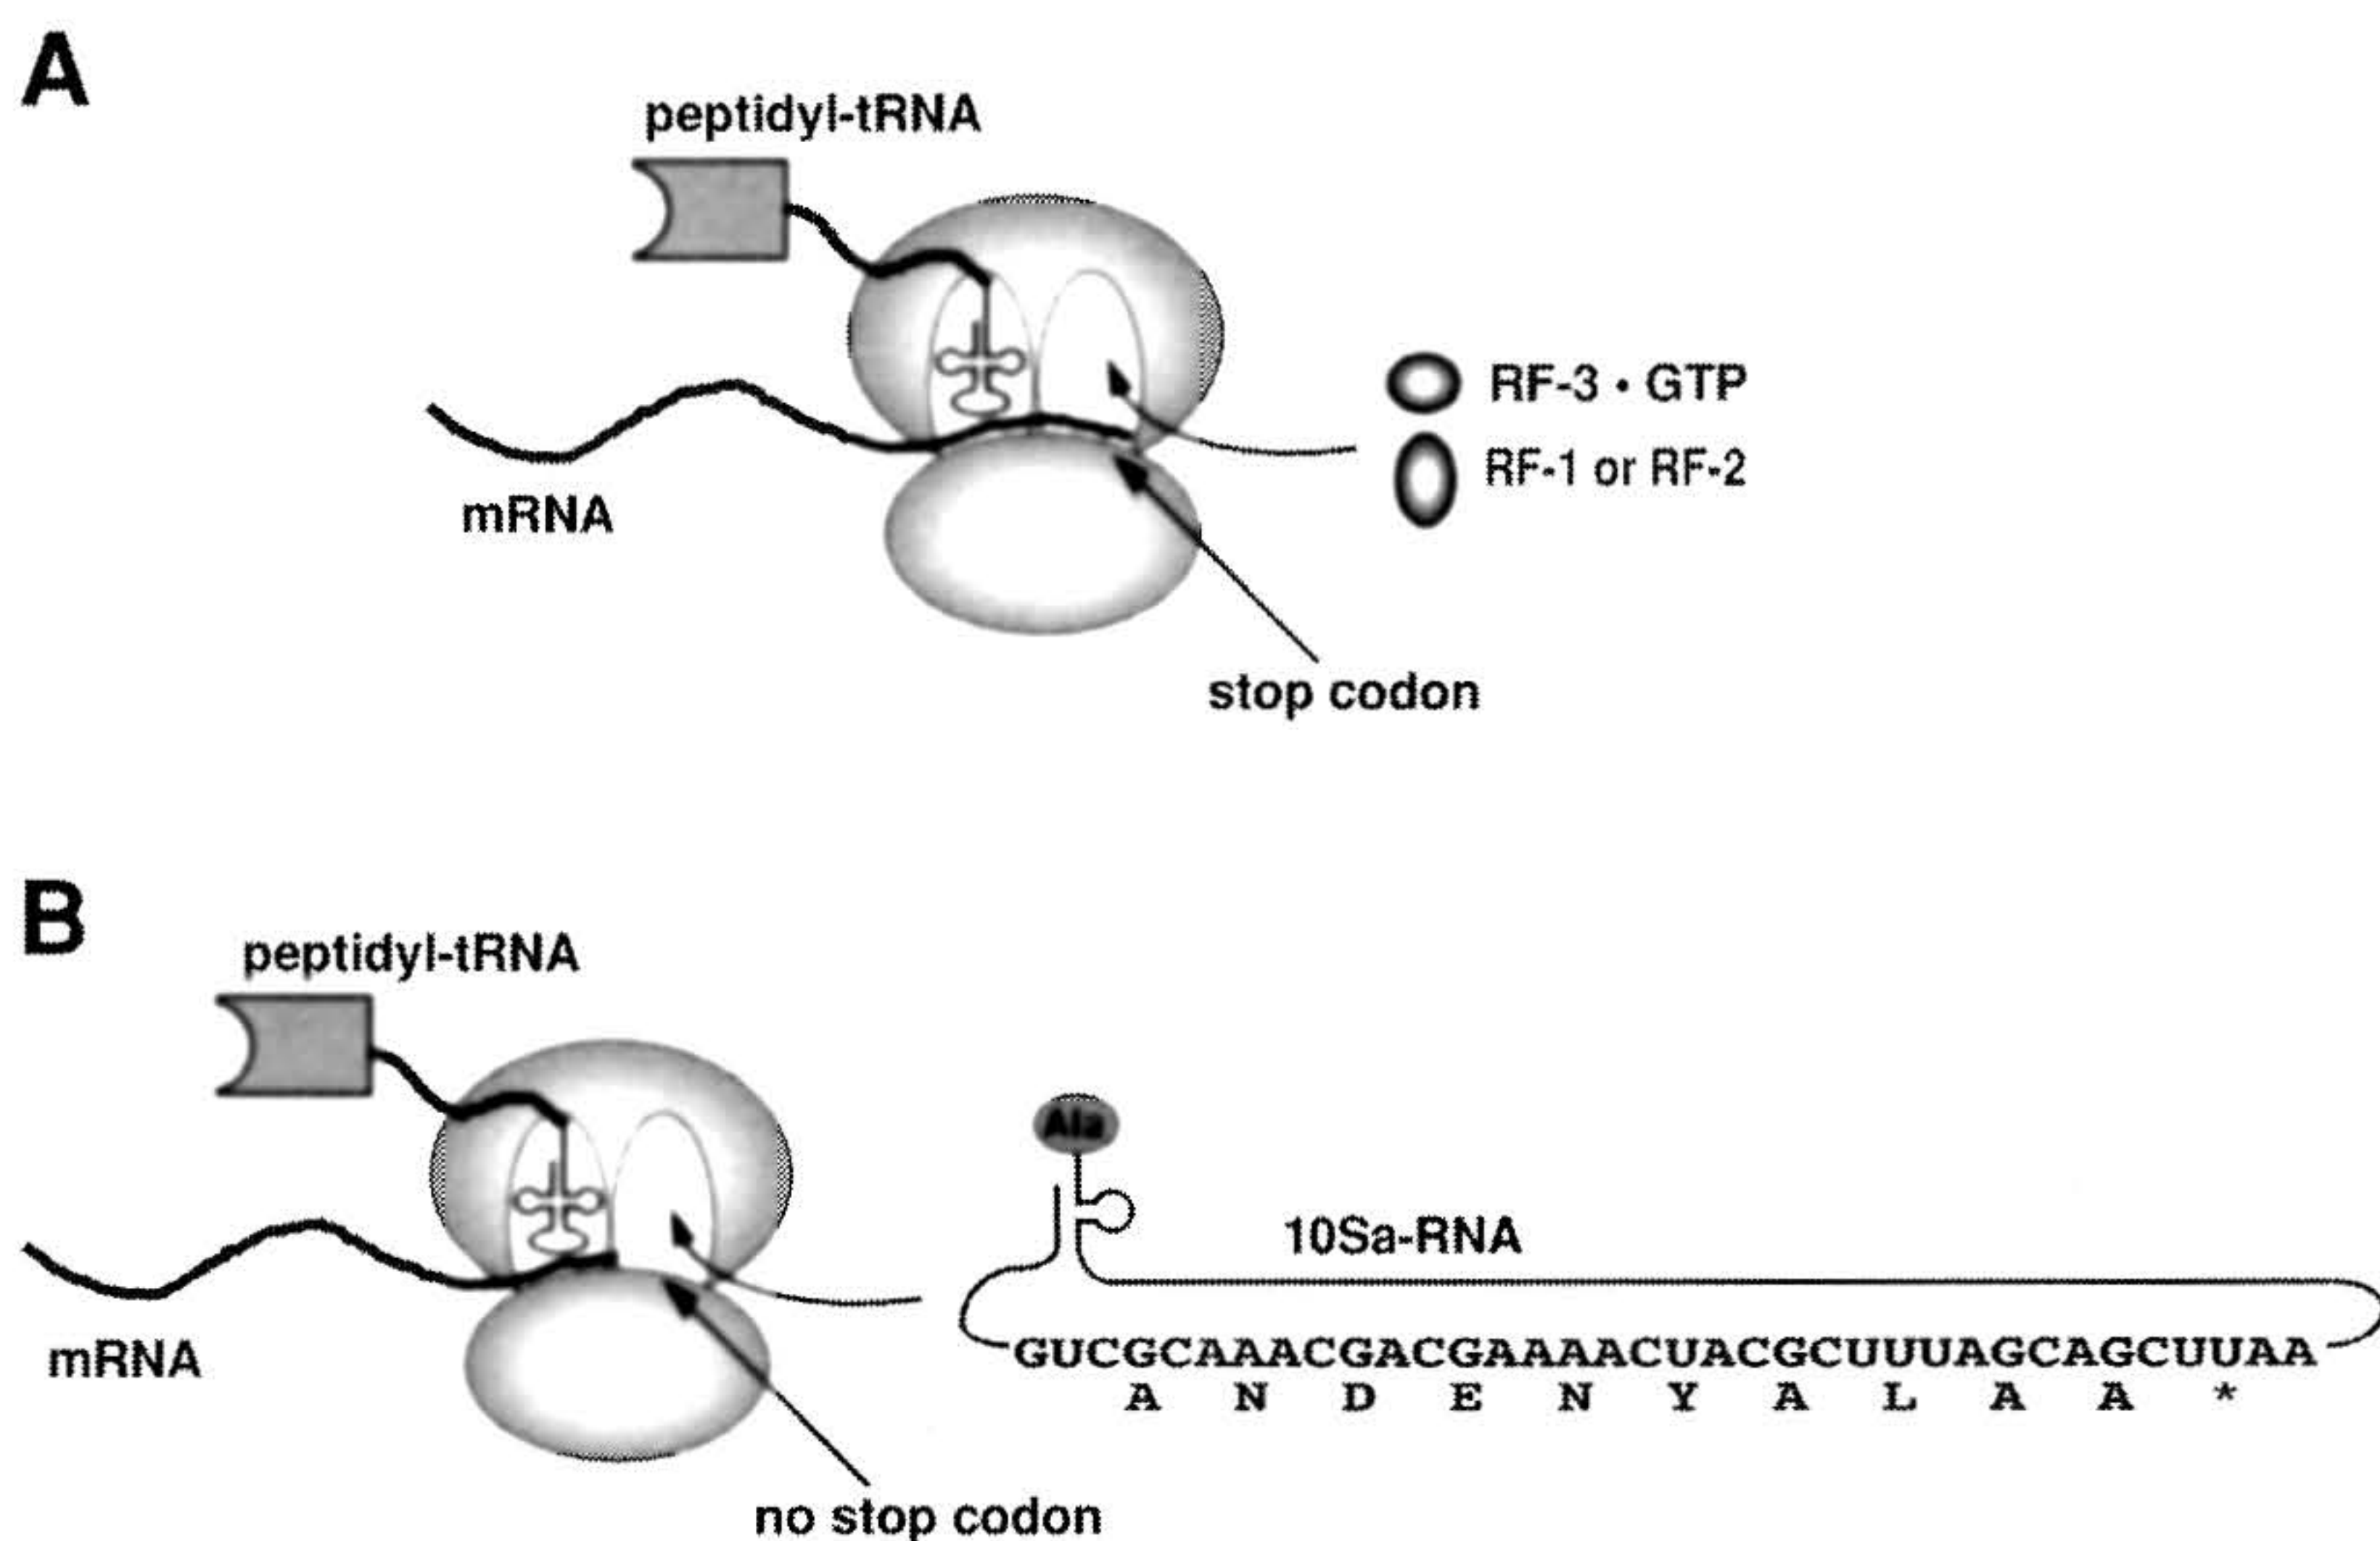 A
peptidyl-tRNA
RF-3 • GTP
RF-1 or RF-2
mRNA
stop codon
B
peptidyl-tRNA
Ala
10Sa-RNA
GUCGCAAACGACGAAAACUACGCUUUAGCAGCUUAA
A N D E N Y A L A A *
mRNA
no stop codon